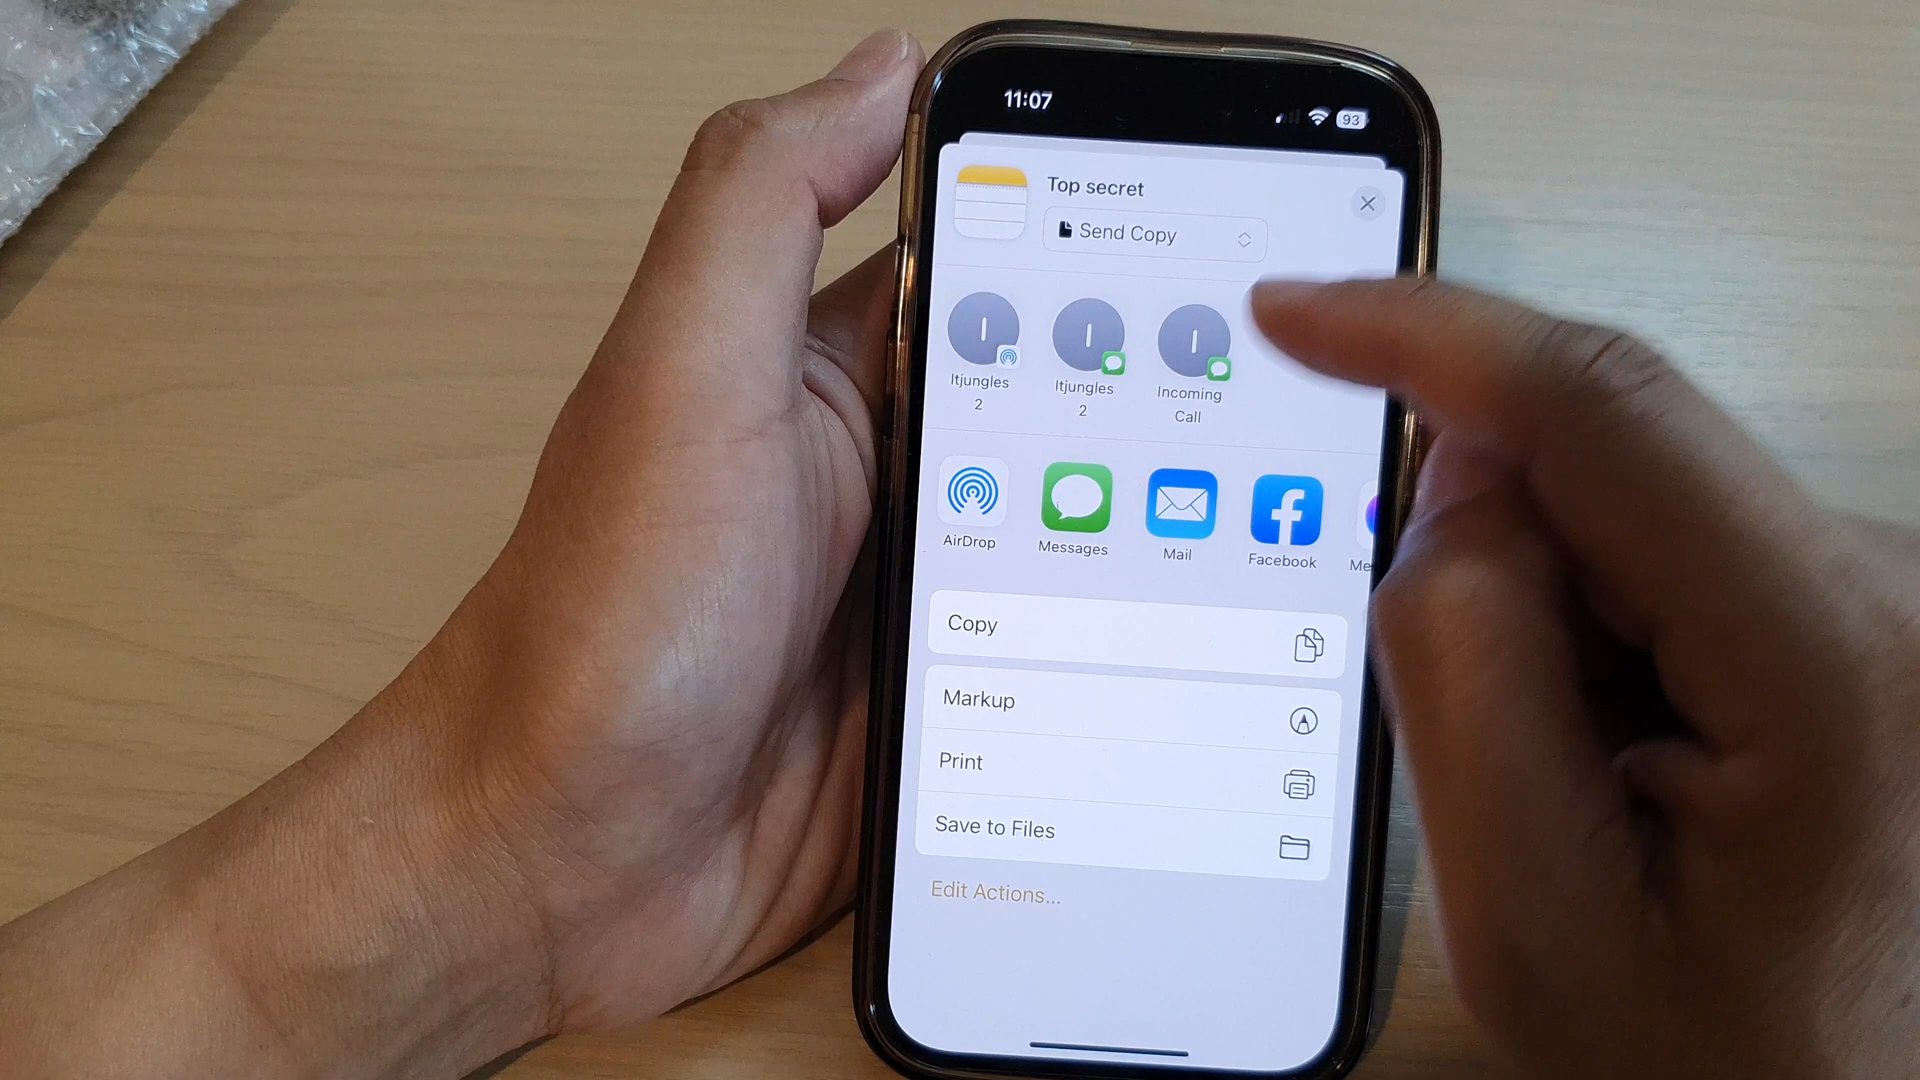 11:07
93
Top secret
Send Copy
Itjungles
2
Itjungles
2
Incoming
Call
AirDrop
Messages
Mail
Facebook
Me
Copy
Markup
Print
Save to Files
Edit Actions...